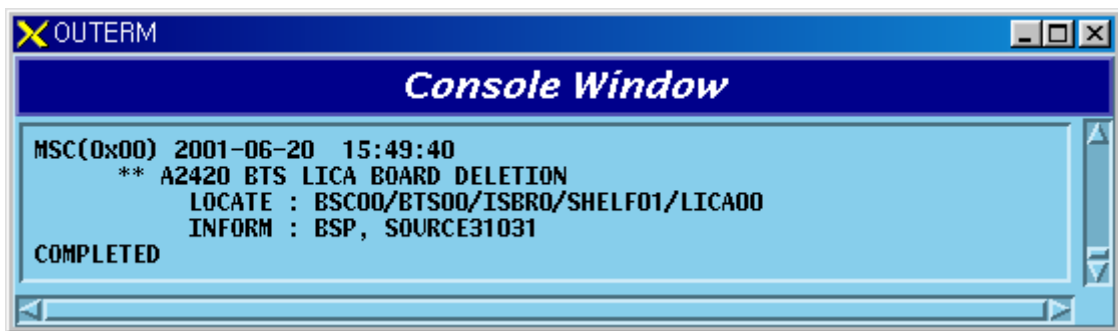 OUTERM
Console Window
MSC(0x00) 2001-06-20 15:49:40
** A2420 BTS LICA BOARD DELETION
LOCATE : BSC00/BTS00/ISBR0/SHELF01/LICA00
INFORM : BSP, SOURCE31031
COMPLETED